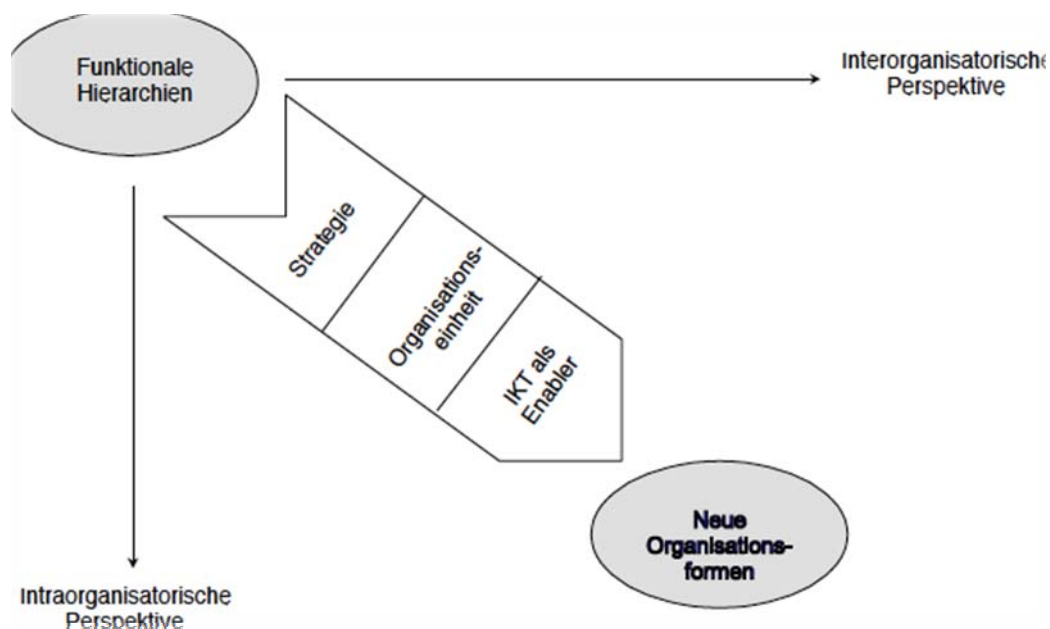 Funktionale
Hierarchien
Interorganisatorische
Perspektive
Strategie
Organisations-
einheit
IKT als
Enabler
Neue
Organisations-
formen
Intraorganisatorische
Perspektive